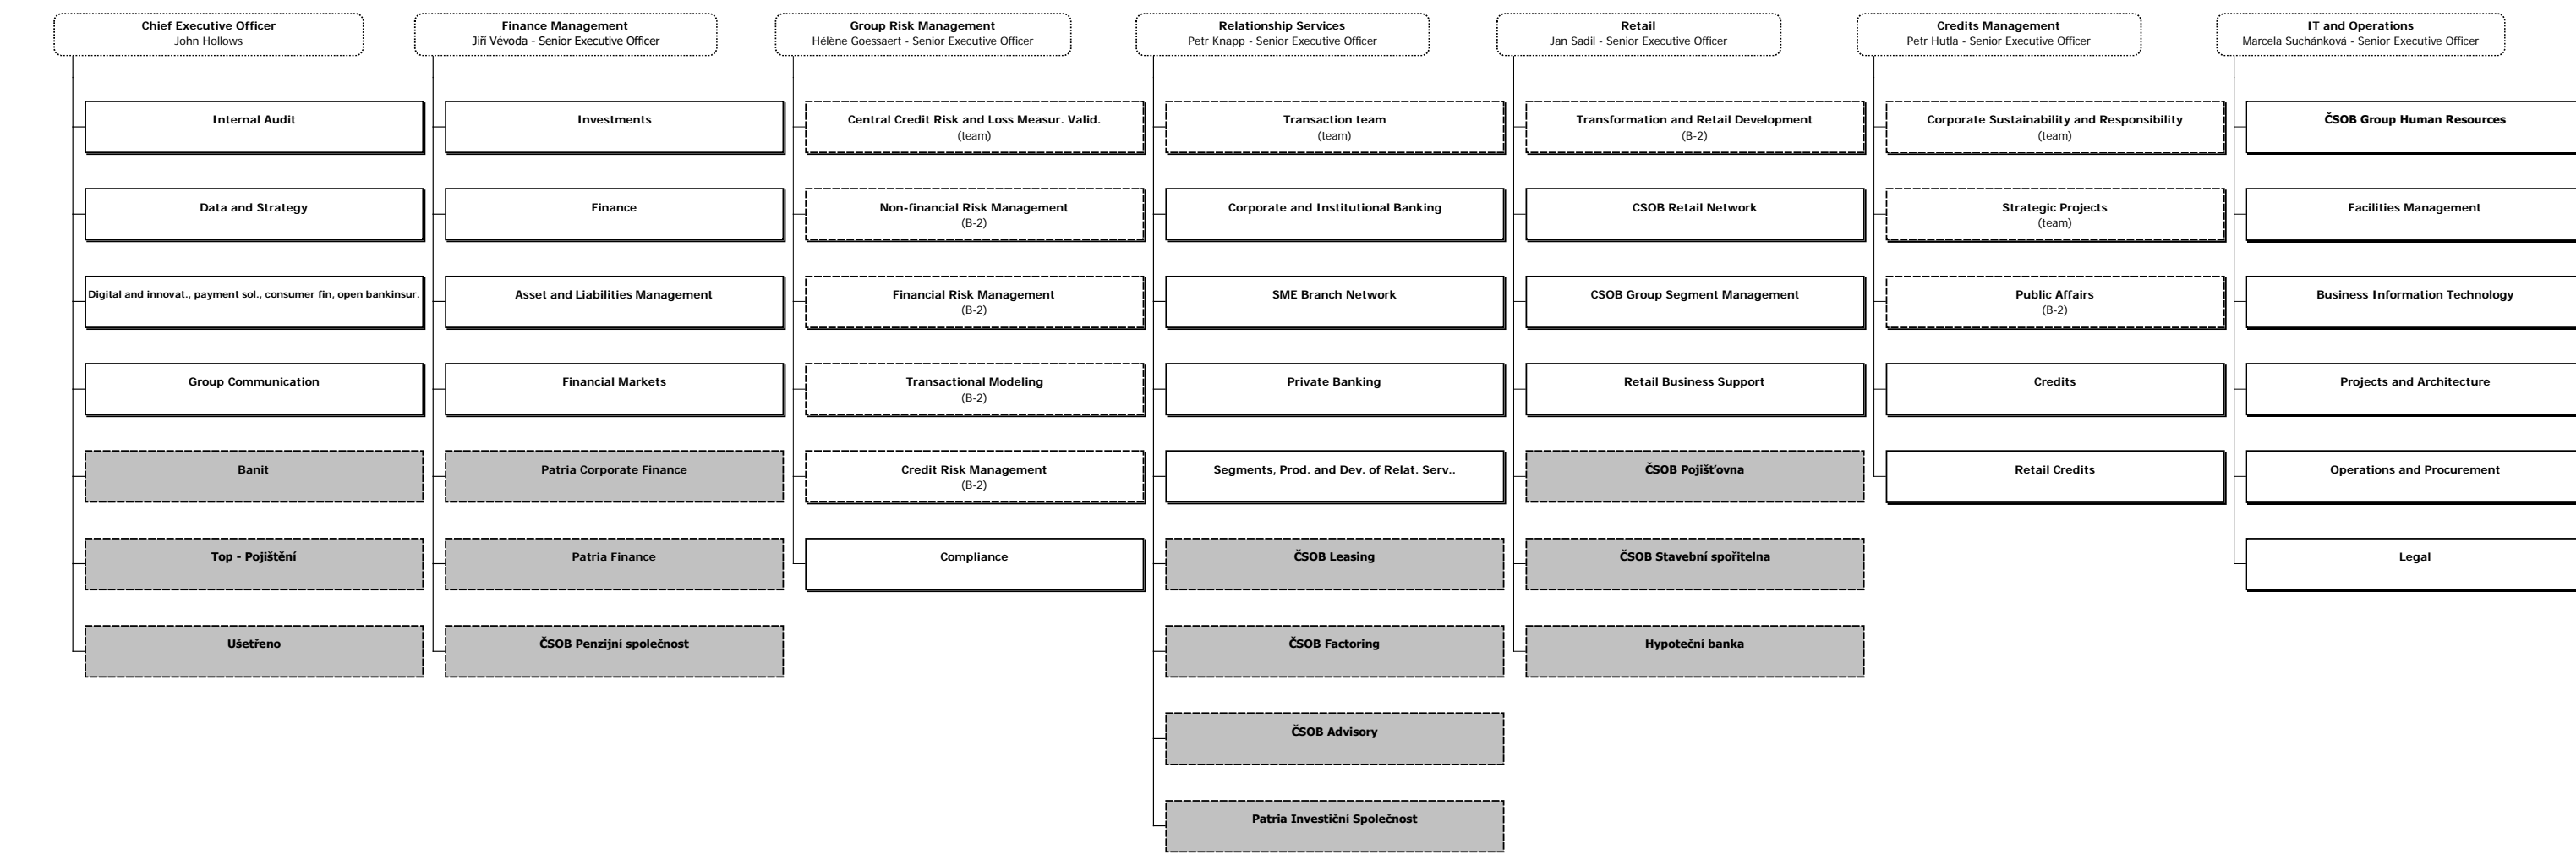 Chief Executive Officer
John Hollows
Internal Audit
Data and Strategy
Digital and innovat., payment sol., consumer fin, open bankinsur.
Group Communication
Banit
Top - Pojištění
Ušetřeno
Finance Management
Jiří Vévoda - Senior Executive Officer
Investments
Finance
Asset and Liabilities Management
Financial Markets
Patria Corporate Finance
Patria Finance
ČSOB Penzijní společnost
Group Risk Management
Hélène Goessaert - Senior Executive Officer
Central Credit Risk and Loss Measur. Valid.
(team)
Non-financial Risk Management
(B-2)
Financial Risk Management
(B-2)
Transactional Modeling
(B-2)
Credit Risk Management
(B-2)
Compliance
Relationship Services
Petr Knapp - Senior Executive Officer
Transaction team
(team)
Corporate and Institutional Banking
SME Branch Network
Private Banking
Segments, Prod. and Dev. of Relat. Serv..
ČSOB Leasing
ČSOB Factoring
ČSOB Advisory
Patria Investiční Společnost
Retail
Jan Sadil - Senior Executive Officer
Transformation and Retail Development
(B-2)
CSOB Retail Network
CSOB Group Segment Management
Retail Business Support
ČSOB Pojišťovna
ČSOB Stavební spořitelna
Hypoteční banka
Credits Management
Petr Hutla - Senior Executive Officer
Corporate Sustainability and Responsibility
(team)
Strategic Projects
(team)
Public Affairs
(B-2)
Credits
Retail Credits
IT and Operations
Marcela Suchánková - Senior Executive Officer
ČSOB Group Human Resources
Facilities Management
Business Information Technology
Projects and Architecture
Operations and Procurement
Legal